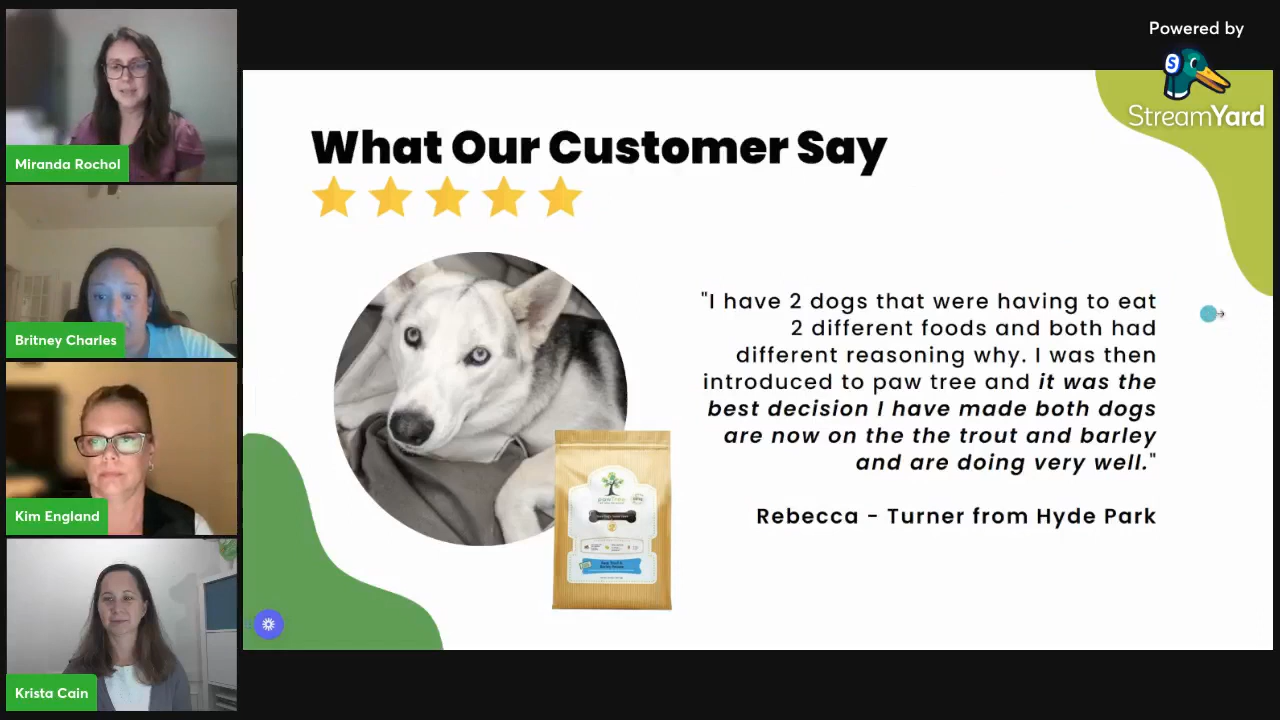 Powered by
StreamYard
Miranda Rochol
Britney Charles
Kim England
Krista Cain
What Our Customer Say
"I have 2 dogs that were having to eat
2 different foods and both had
different reasoning why. I was then
introduced to paw tree and it was the
best decision I have made both dogs
are now on the the trout and barley
and are doing very well."
Rebecca - Turner from Hyde Park
pawTree